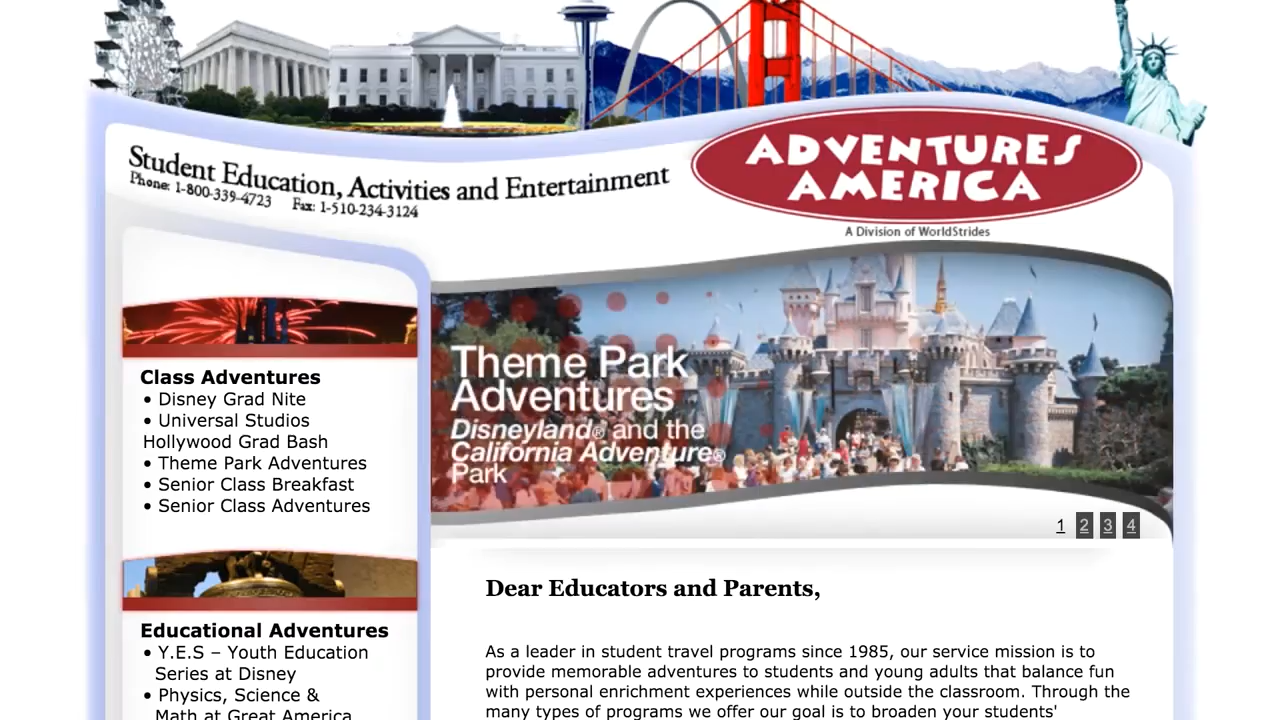 Student Education, Activities and Entertainment
Phone: 1-800-339-4723 Fax: 1-510-234-3124
ADVENTURES
AMERICA
A Division of WorldStrides
Theme Park
Adventures
Disneyland® and the
California Adventure®
Park
1 2 3 4
Class Adventures
• Disney Grad Nite
• Universal Studios
Hollywood Grad Bash
• Theme Park Adventures
• Senior Class Breakfast
• Senior Class Adventures
Educational Adventures
• Y.E.S – Youth Education
Series at Disney
• Physics, Science &
Math at Great America
Dear Educators and Parents,
As a leader in student travel programs since 1985, our service mission is to
provide memorable adventures to students and young adults that balance fun
with personal enrichment experiences while outside the classroom. Through the
many types of programs we offer our goal is to broaden your students'